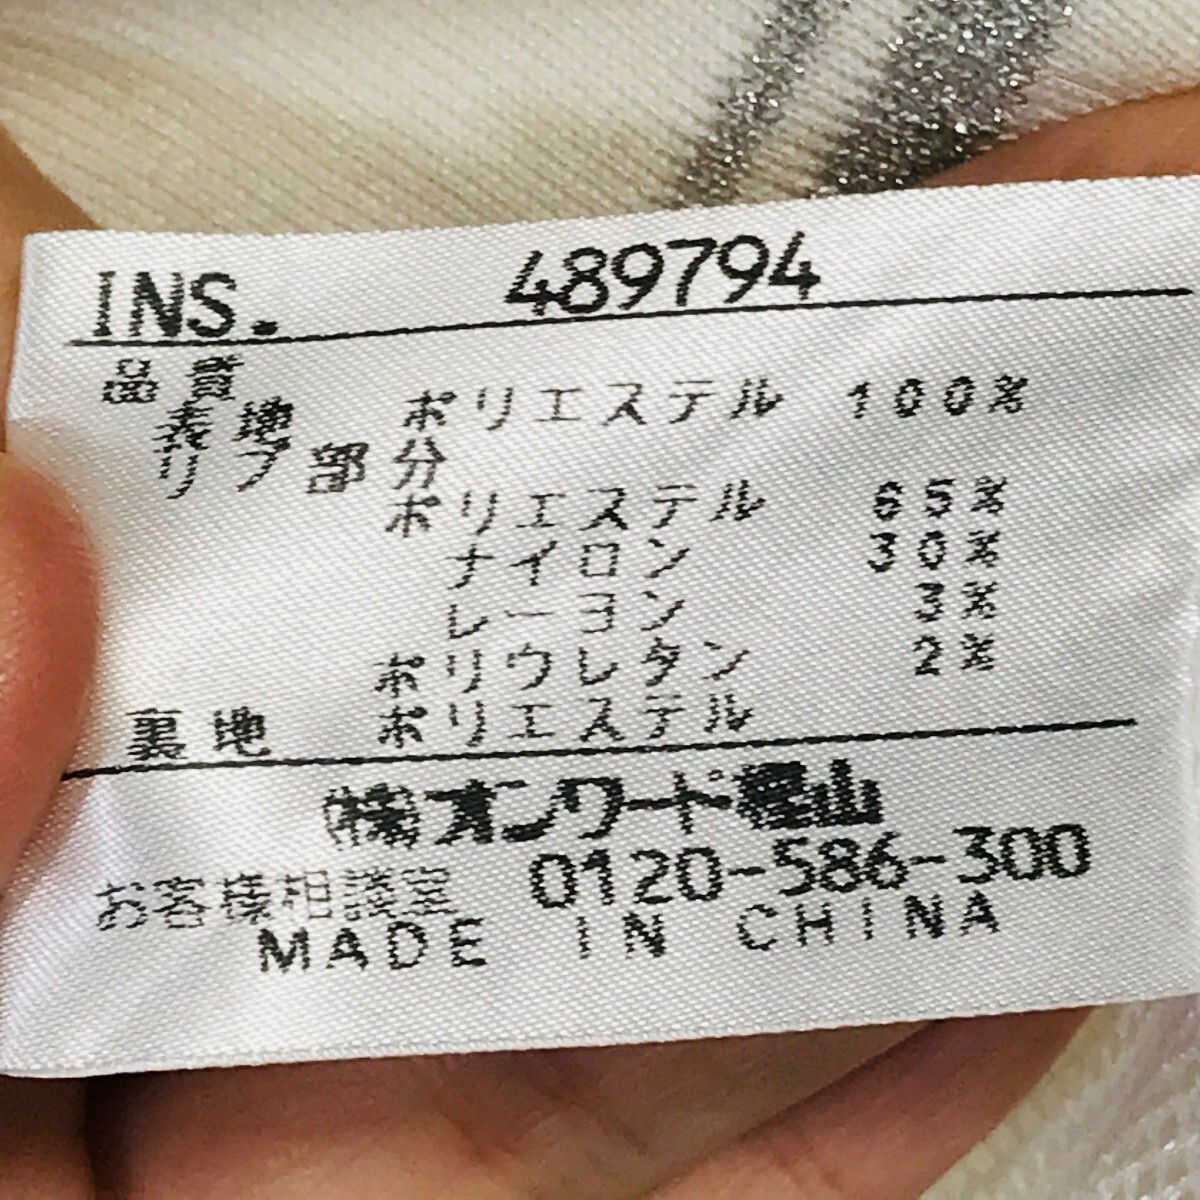 INS. 489794
品質
表地 ポリエステル 100%
リブ部分
ポリエステル 65%
ナイロン 30%
レーヨン 3%
ポリウレタン 2%
裏地 ポリエステル
㈱オンワード樫山
お客様相談室 0120-586-300
MADE IN CHINA